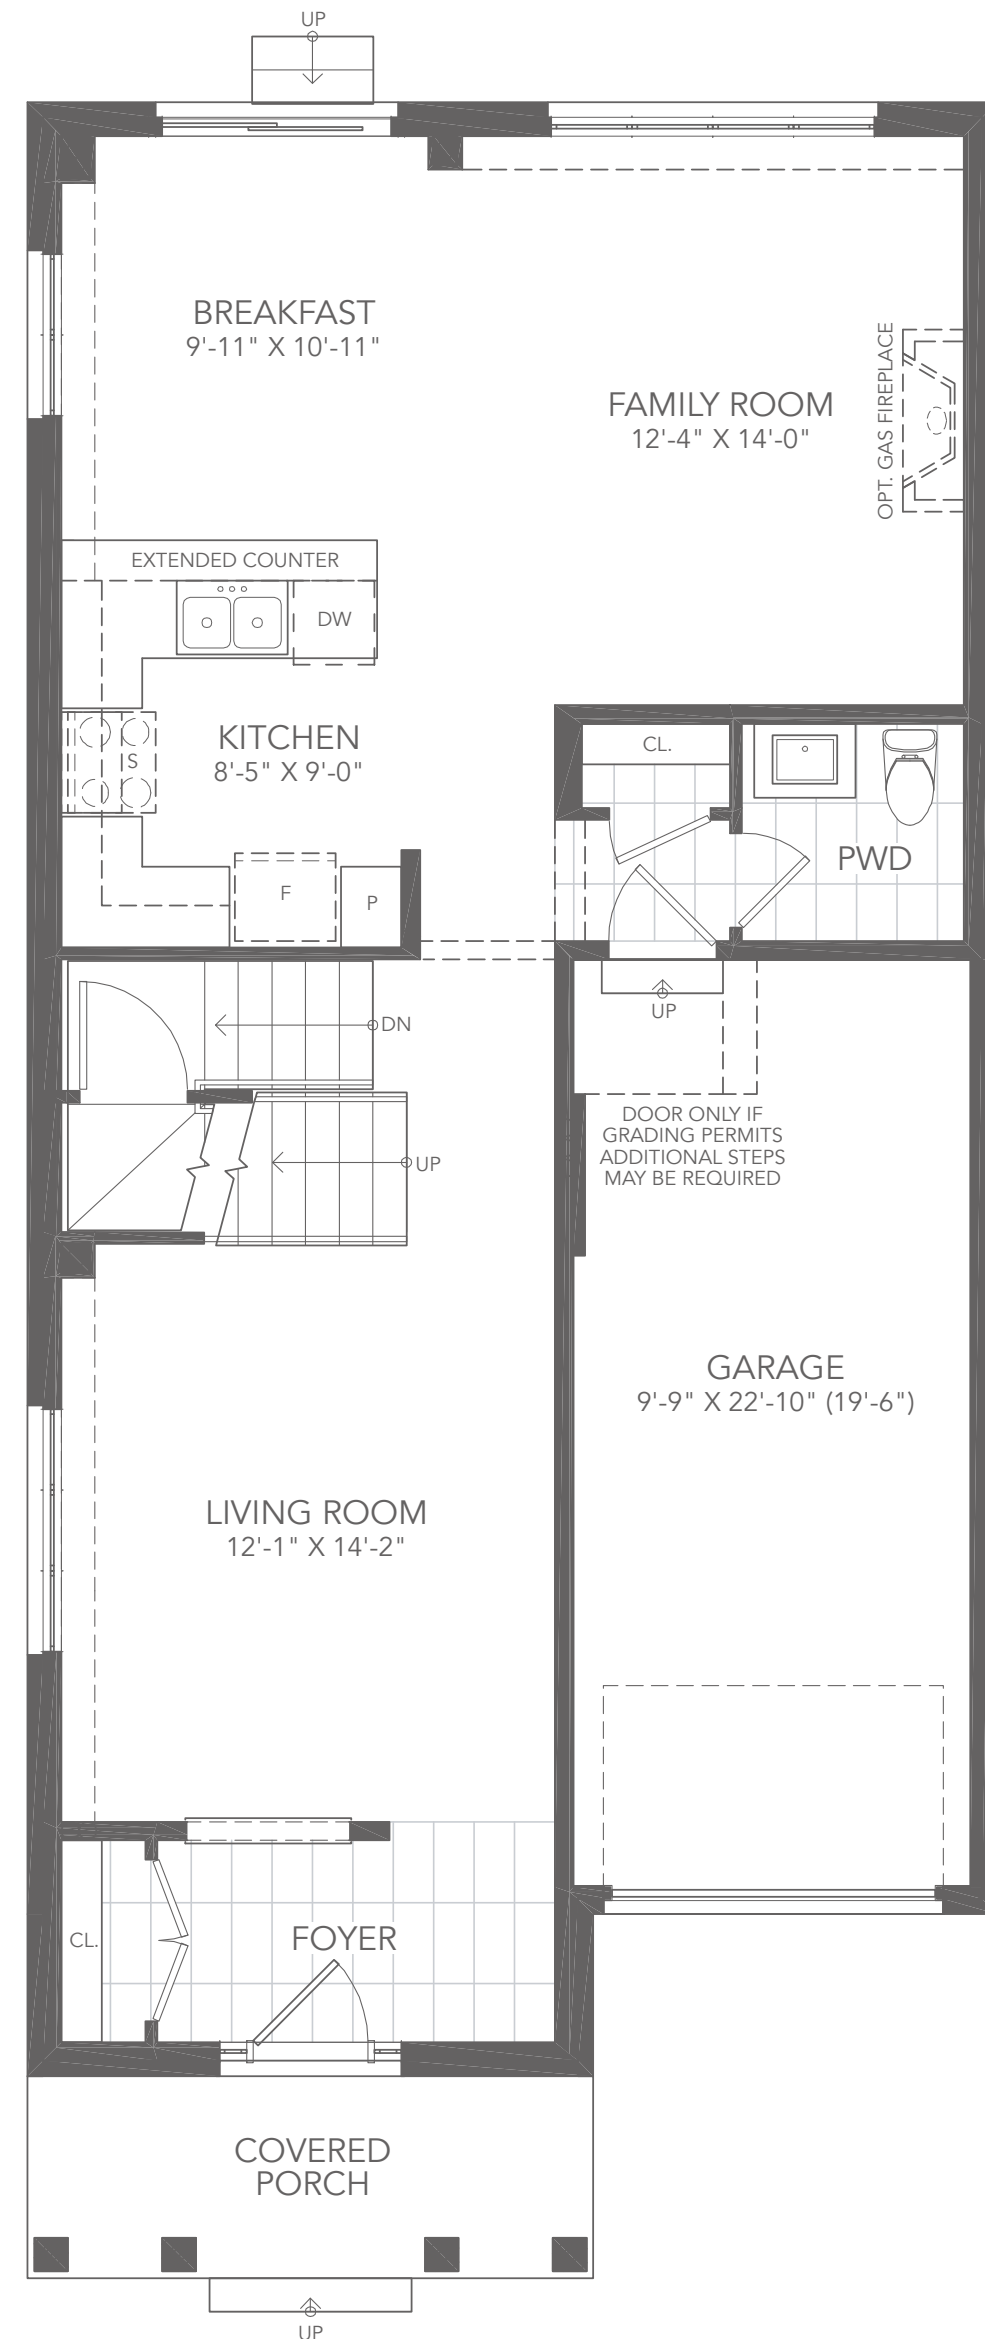 UP
BREAKFAST
9'-11" X 10'-11"
FAMILY ROOM
12'-4" X 14'-0"
OPT. GAS FIREPLACE
EXTENDED COUNTER
DW
KITCHEN
8'-5" X 9'-0"
S
CL.
PWD
F
P
DN
UP
UP
DOOR ONLY IF
GRADING PERMITS
ADDITIONAL STEPS
MAY BE REQUIRED
GARAGE
9'-9" X 22'-10" (19'-6")
LIVING ROOM
12'-1" X 14'-2"
CL.
FOYER
COVERED
PORCH
UP